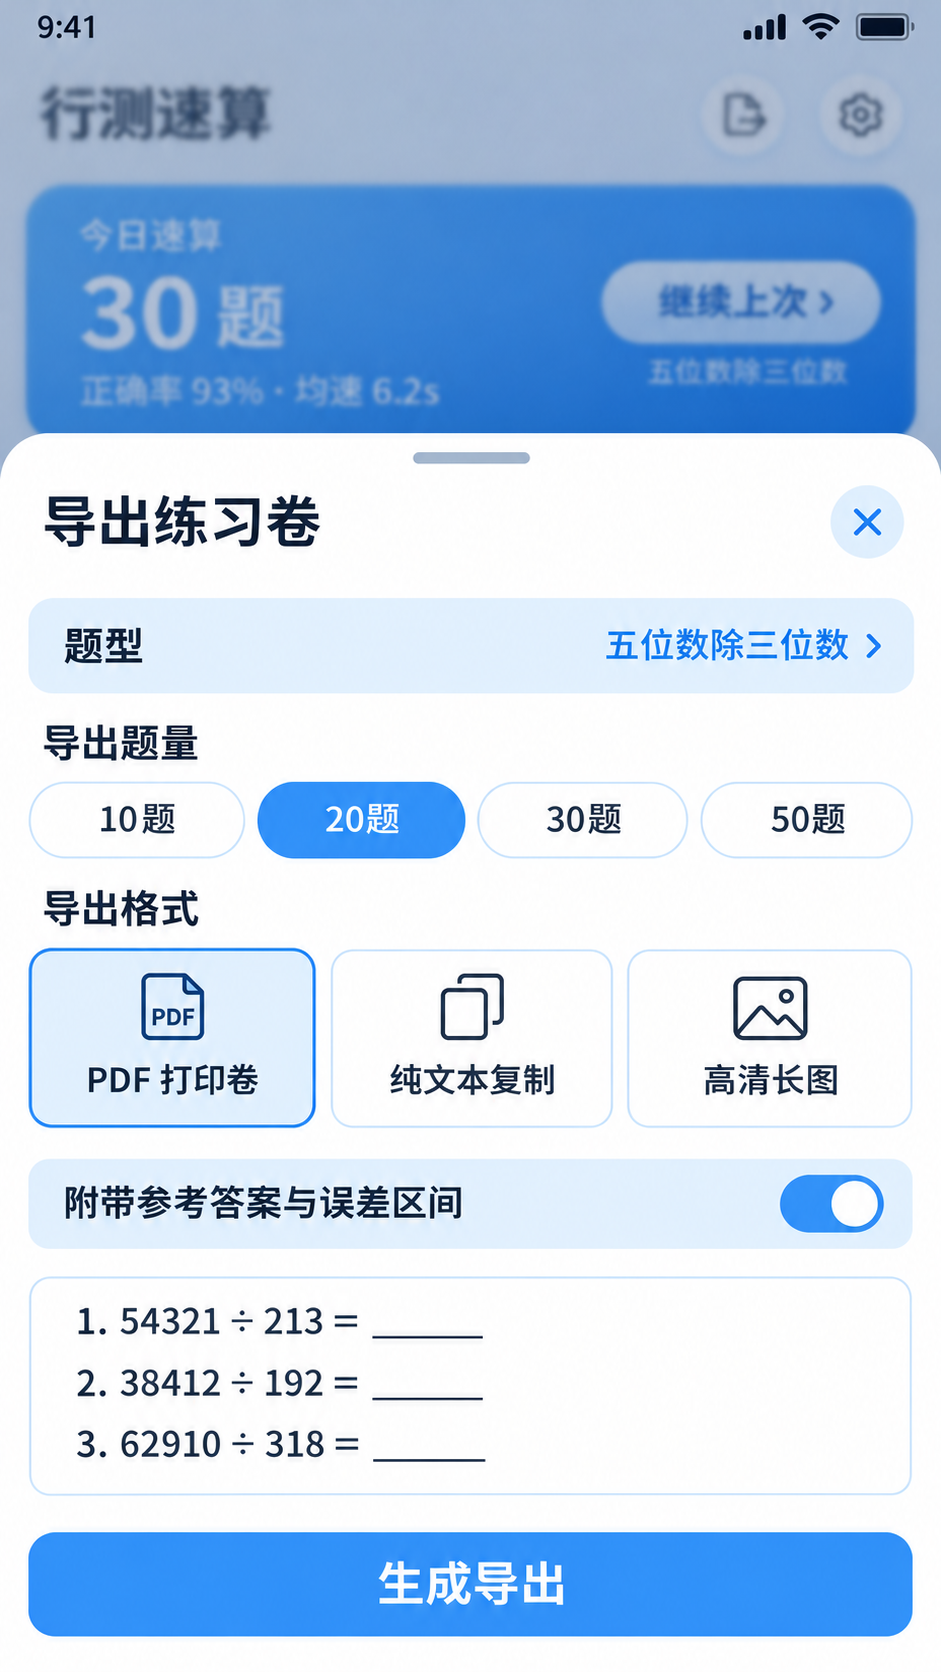 9:41
行测速算
今日速算
30 题
继续上次 >
正确率 93% · 均速 6.2s
五位数除三位数
导出练习卷
题型
五位数除三位数 >
导出题量
10题
20题
30题
50题
导出格式
PDF
PDF 打印卷
纯文本复制
高清长图
附带参考答案与误差区间
1. 54321 ÷ 213 = ______
2. 38412 ÷ 192 = ______
3. 62910 ÷ 318 = ______
生成导出